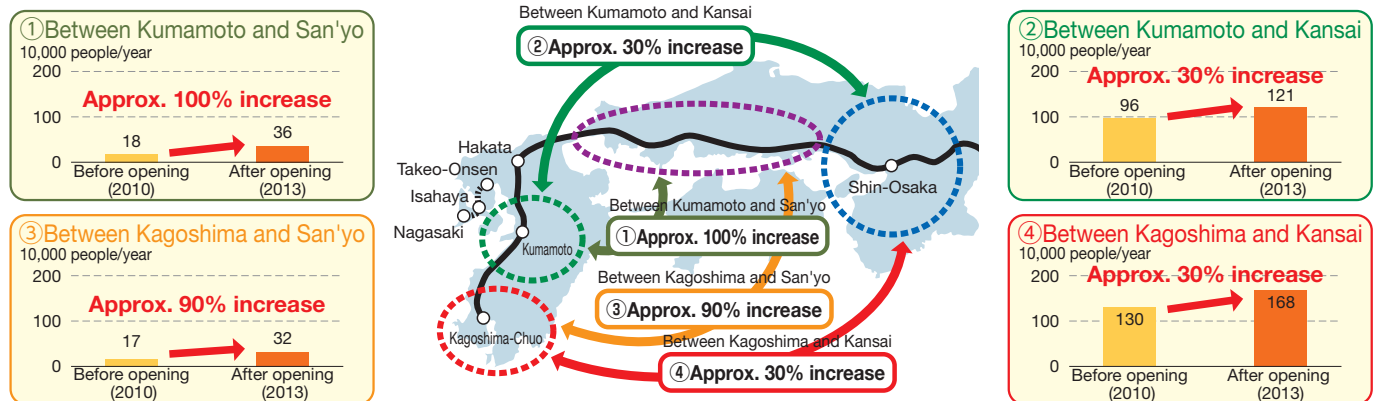 ①Between Kumamoto and San'yo
10,000 people/year
200
Approx. 100% increase
100
18
36
0
Before opening
(2010)
After opening
(2013)
③Between Kagoshima and San'yo
10,000 people/year
200
Approx. 90% increase
100
17
32
0
Before opening
(2010)
After opening
(2013)
Between Kumamoto and Kansai
②Approx. 30% increase
Hakata
Takeo-Onsen
Isahaya
Nagasaki
Kumamoto
Kagoshima-Chuo
Shin-Osaka
Between Kumamoto and San'yo
①Approx. 100% increase
Between Kagoshima and San'yo
③Approx. 90% increase
Between Kagoshima and Kansai
④Approx. 30% increase
②Between Kumamoto and Kansai
10,000 people/year
200
Approx. 30% increase
96
121
100
0
Before opening
(2010)
After opening
(2013)
④Between Kagoshima and Kansai
10,000 people/year
200
Approx. 30% increase
130
168
100
0
Before opening
(2010)
After opening
(2013)